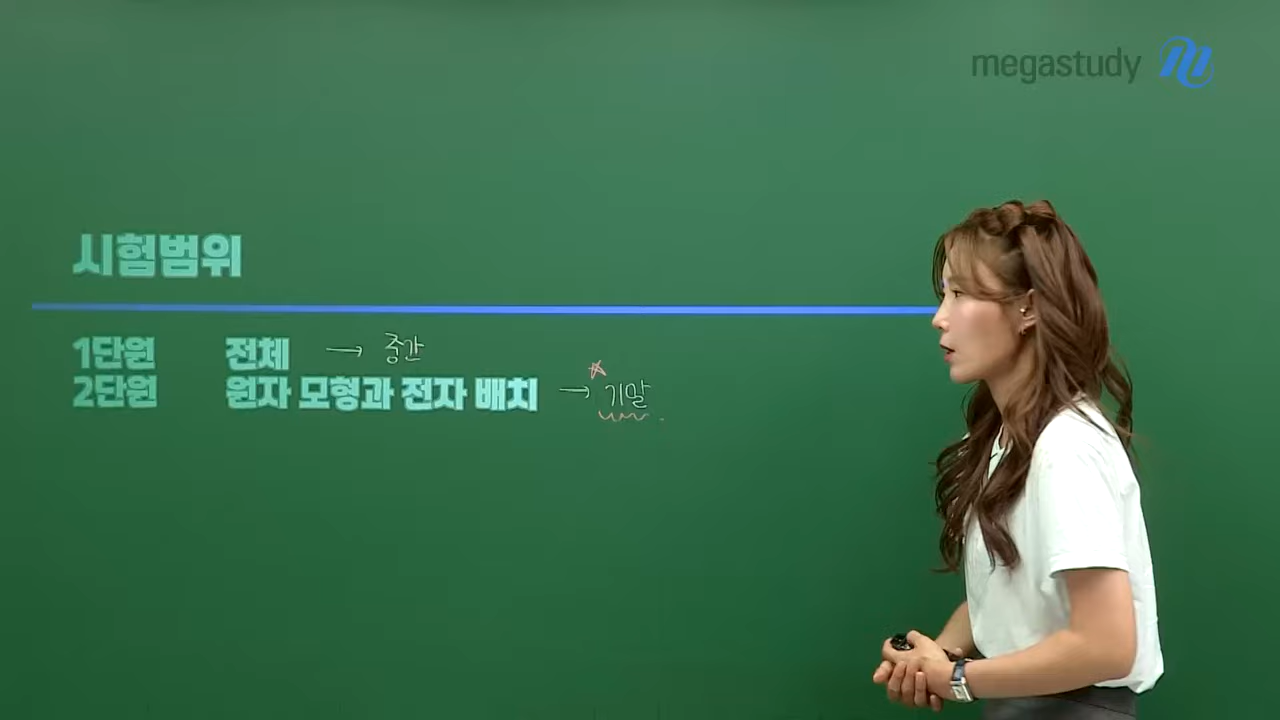 megastudy
시험범위
1단원 전체 → 중간
2단원 원자 모형과 전자 배치 → 기말